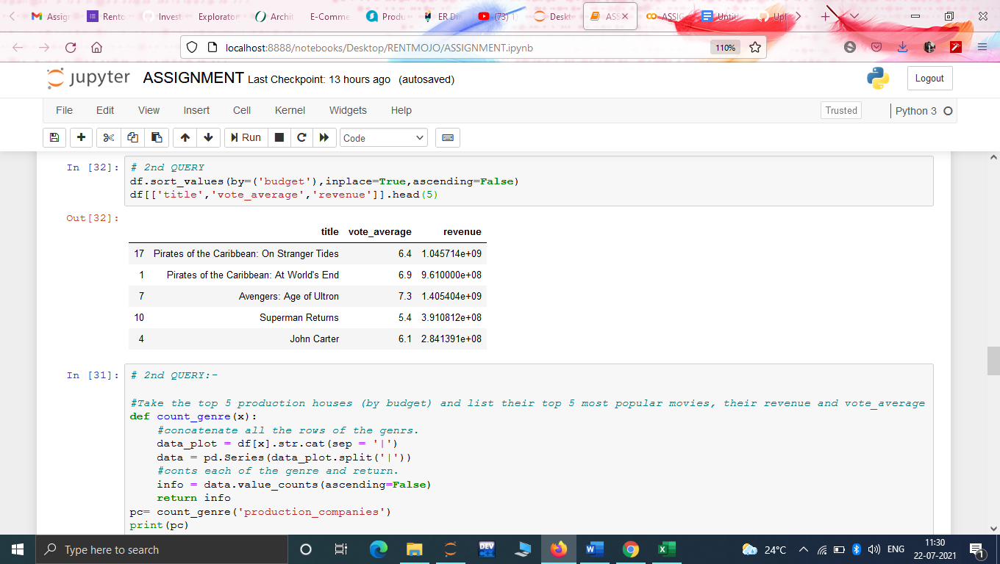 Assig Rento Invest Explorator Archit E-Comme Produ ER Di (73) Deskt ASS ASSIG Untit Upl
localhost:8888/notebooks/Desktop/RENTMOJO/ASSIGNMENT.ipynb 110%
jupyter ASSIGNMENT Last Checkpoint: 13 hours ago (autosaved) Logout
File Edit View Insert Cell Kernel Widgets Help Trusted Python 3
Run Code
In [32]: # 2nd QUERY
df.sort_values(by=('budget'),inplace=True,ascending=False)
df[['title','vote_average','revenue']].head(5)
Out[32]:
title vote_average revenue
17 Pirates of the Caribbean: On Stranger Tides 6.4 1.045714e+09
1 Pirates of the Caribbean: At World's End 6.9 9.610000e+08
7 Avengers: Age of Ultron 7.3 1.405404e+09
10 Superman Returns 5.4 3.910812e+08
4 John Carter 6.1 2.841391e+08
In [31]: # 2nd QUERY:-
#Take the top 5 production houses (by budget) and list their top 5 most popular movies, their revenue and vote_average
def count_genre(x):
#concatenate all the rows of the genrs.
data_plot = df[x].str.cat(sep = '|')
data = pd.Series(data_plot.split('|'))
#conts each of the genre and return.
info = data.value_counts(ascending=False)
return info
pc= count_genre('production_companies')
print(pc)
Type here to search DEV 24°C ENG 11:30
22-07-2021 1